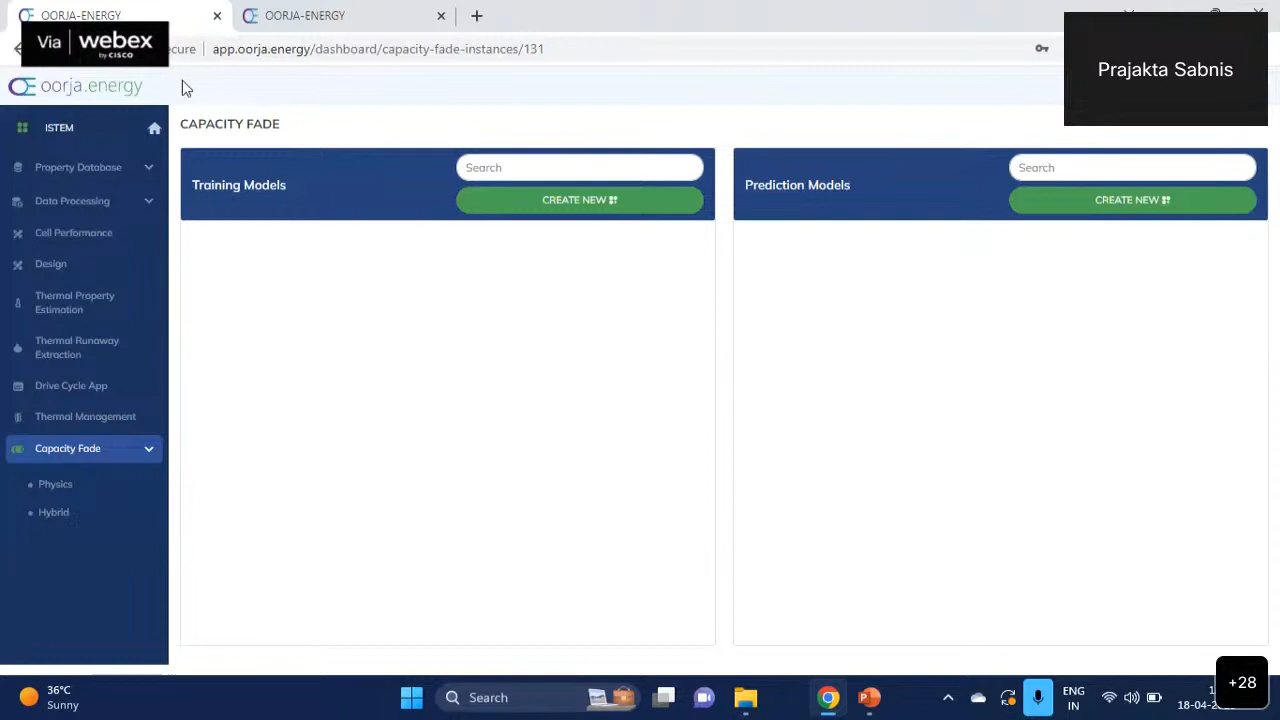 OORJA-ENERGY
OORJA-ENERGY
Via webex
by CISCO
app.oorja.energy/dashboard/capacity-fade-instances/131
Prajakta Sabnis
oorja.energy
ISTEM
CAPACITY FADE
Property Database
Data Processing
Cell Performance
Design
Thermal Property
Estimation
Thermal Runaway
Extraction
Drive Cycle App
Thermal Management
Capacity Fade
Physics
Hybrid
Training Models
Search
CREATE NEW
Prediction Models
Search
CREATE NEW
36°C
Sunny
Search
ENG
IN
+28